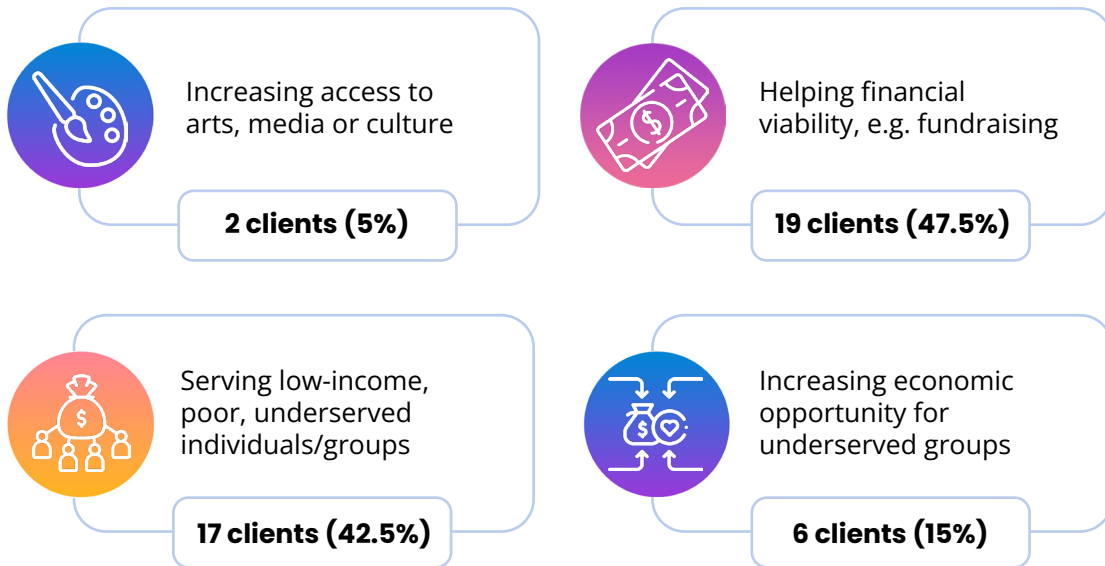 Increasing access to
arts, media or culture
2 clients (5%)
Helping financial
viability, e.g. fundraising
19 clients (47.5%)
Serving low-income,
poor, underserved
individuals/groups
17 clients (42.5%)
Increasing economic
opportunity for
underserved groups
6 clients (15%)